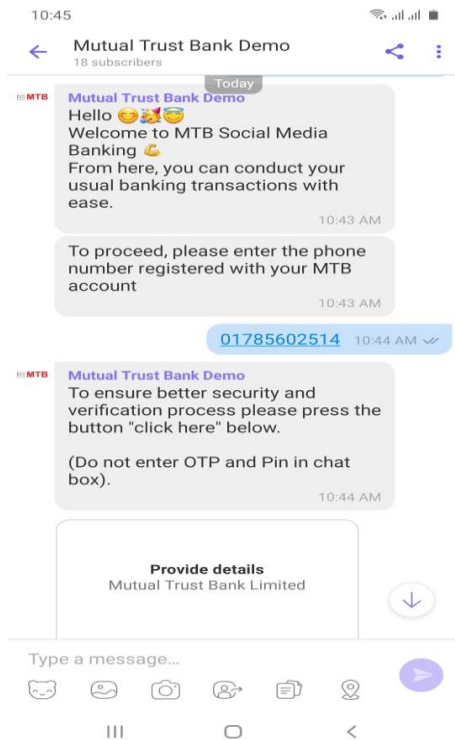 10:45
Mutual Trust Bank Demo
18 subscribers
Today
MTB
Mutual Trust Bank Demo
Hello 😊🥳😇
Welcome to MTB Social Media
Banking 💪
From here, you can conduct your
usual banking transactions with
ease.
10:43 AM
To proceed, please enter the phone
number registered with your MTB
account
10:43 AM
01785602514 10:44 AM
MTB
Mutual Trust Bank Demo
To ensure better security and
verification process please press the
button "click here" below.
(Do not enter OTP and Pin in chat
box).
10:44 AM
Provide details
Mutual Trust Bank Limited
Type a message...